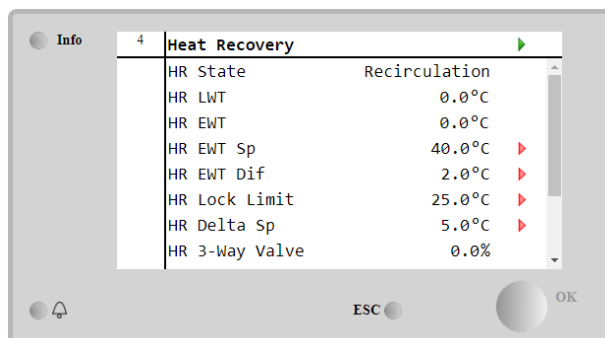 Info
4 Heat Recovery
HR State Recirculation
HR LWT 0.0°C
HR EWT 0.0°C
HR EWT Sp 40.0°C
HR EWT Dif 2.0°C
HR Lock Limit 25.0°C
HR Delta Sp 5.0°C
HR 3-Way Valve 0.0%
ESC
OK